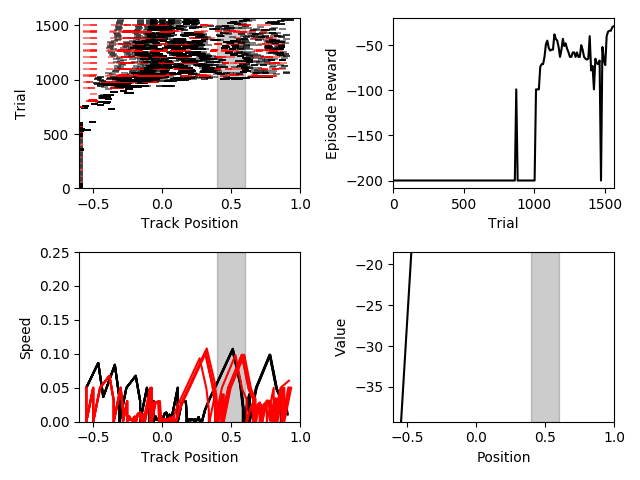 1500
1000
500
0
Trial
−0.5 0.0 0.5 1.0
Track Position
−50
−100
−150
−200
Episode Reward
0 500 1000 1500
Trial
0.25
0.20
0.15
0.10
0.05
0.00
Speed
−0.5 0.0 0.5 1.0
Track Position
−20
−25
−30
−35
Value
−0.5 0.0 0.5 1.0
Position